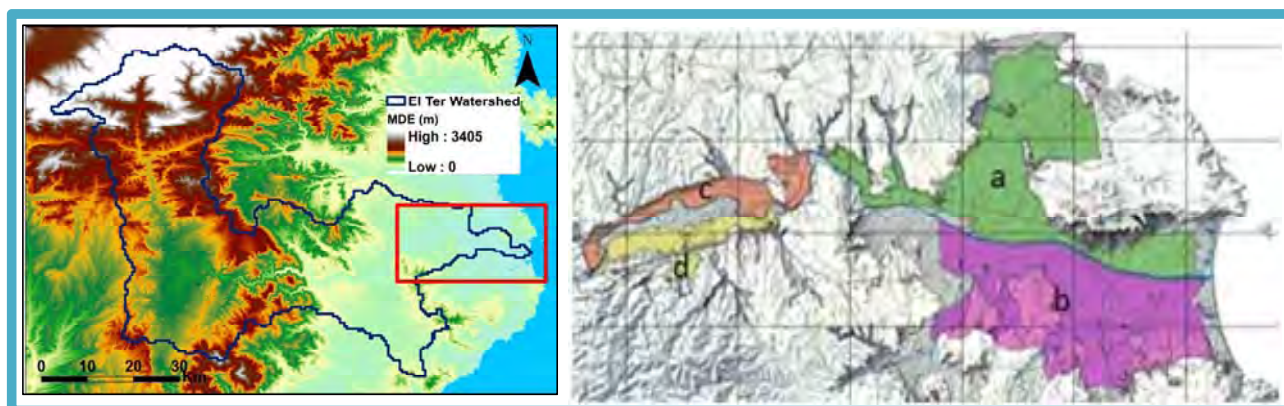 N
El Ter Watershed
MDE (m)
High : 3405
Low : 0
0 10 20 30
Km
a
b
c
d